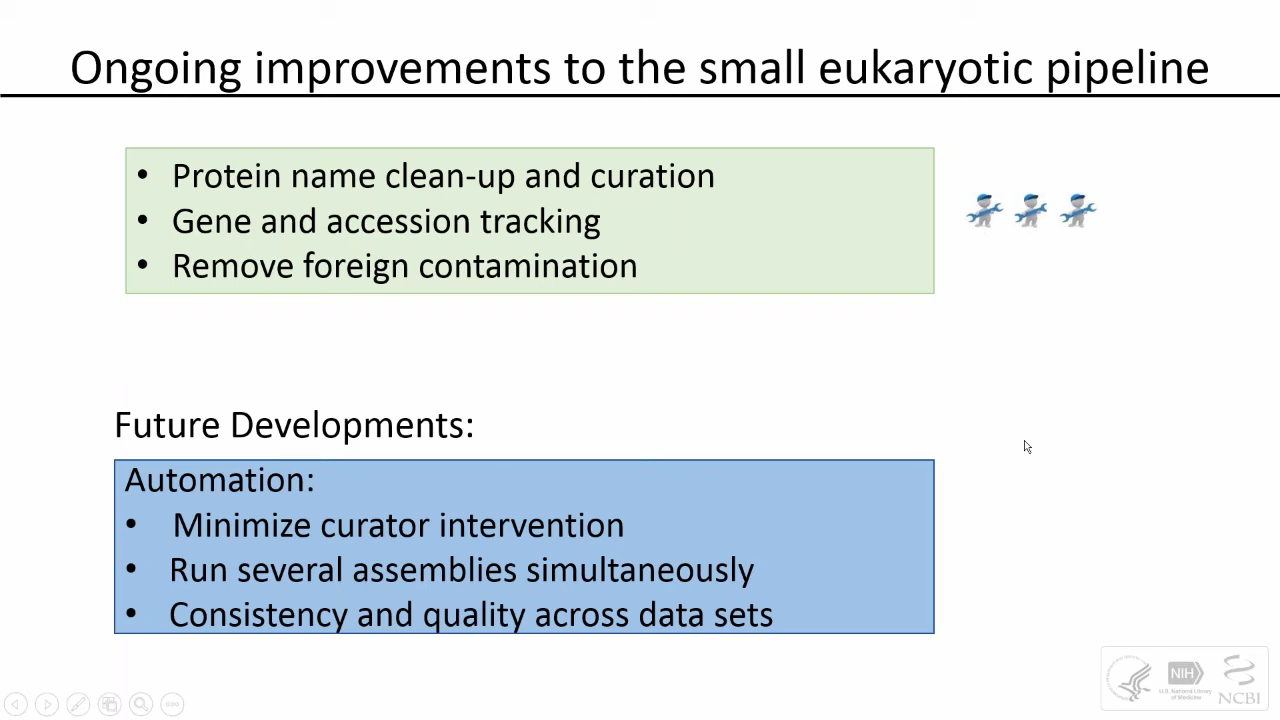 Ongoing improvements to the small eukaryotic pipeline
• Protein name clean-up and curation
• Gene and accession tracking
• Remove foreign contamination
Future Developments:
Automation:
• Minimize curator intervention
• Run several assemblies simultaneously
• Consistency and quality across data sets
NIH
U.S. National Library
of Medicine
NCBI